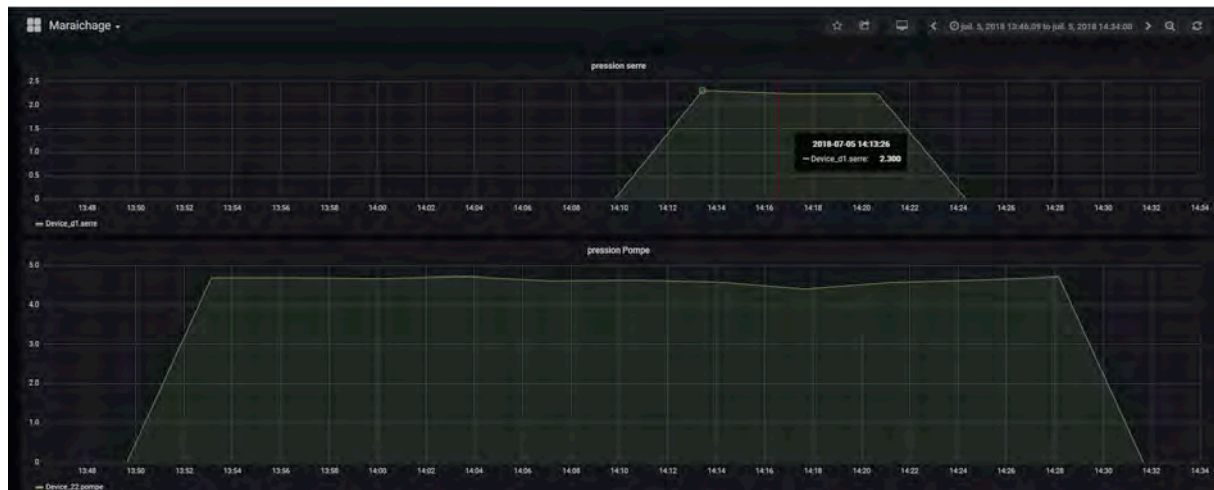 Maraichage
juil. 5, 2018 13:46:09 to juil. 5, 2018 14:34:00
pression serre
2.5
2.0
1.5
1.0
0.5
0
2018-07-05 14:13:26
Device_d1.serre: 2.300
13:48 13:50 13:52 13:54 13:56 13:58 14:00 14:02 14:04 14:06 14:08 14:10 14:12 14:14 14:16 14:18 14:20 14:22 14:24 14:26 14:28 14:30 14:32 14:34
Device_d1.serre
pression Pompe
5.0
4.0
3.0
2.0
1.0
0
13:48 13:50 13:52 13:54 13:56 13:58 14:00 14:02 14:04 14:06 14:08 14:10 14:12 14:14 14:16 14:18 14:20 14:22 14:24 14:26 14:28 14:30 14:32 14:34
Device_22.pompe